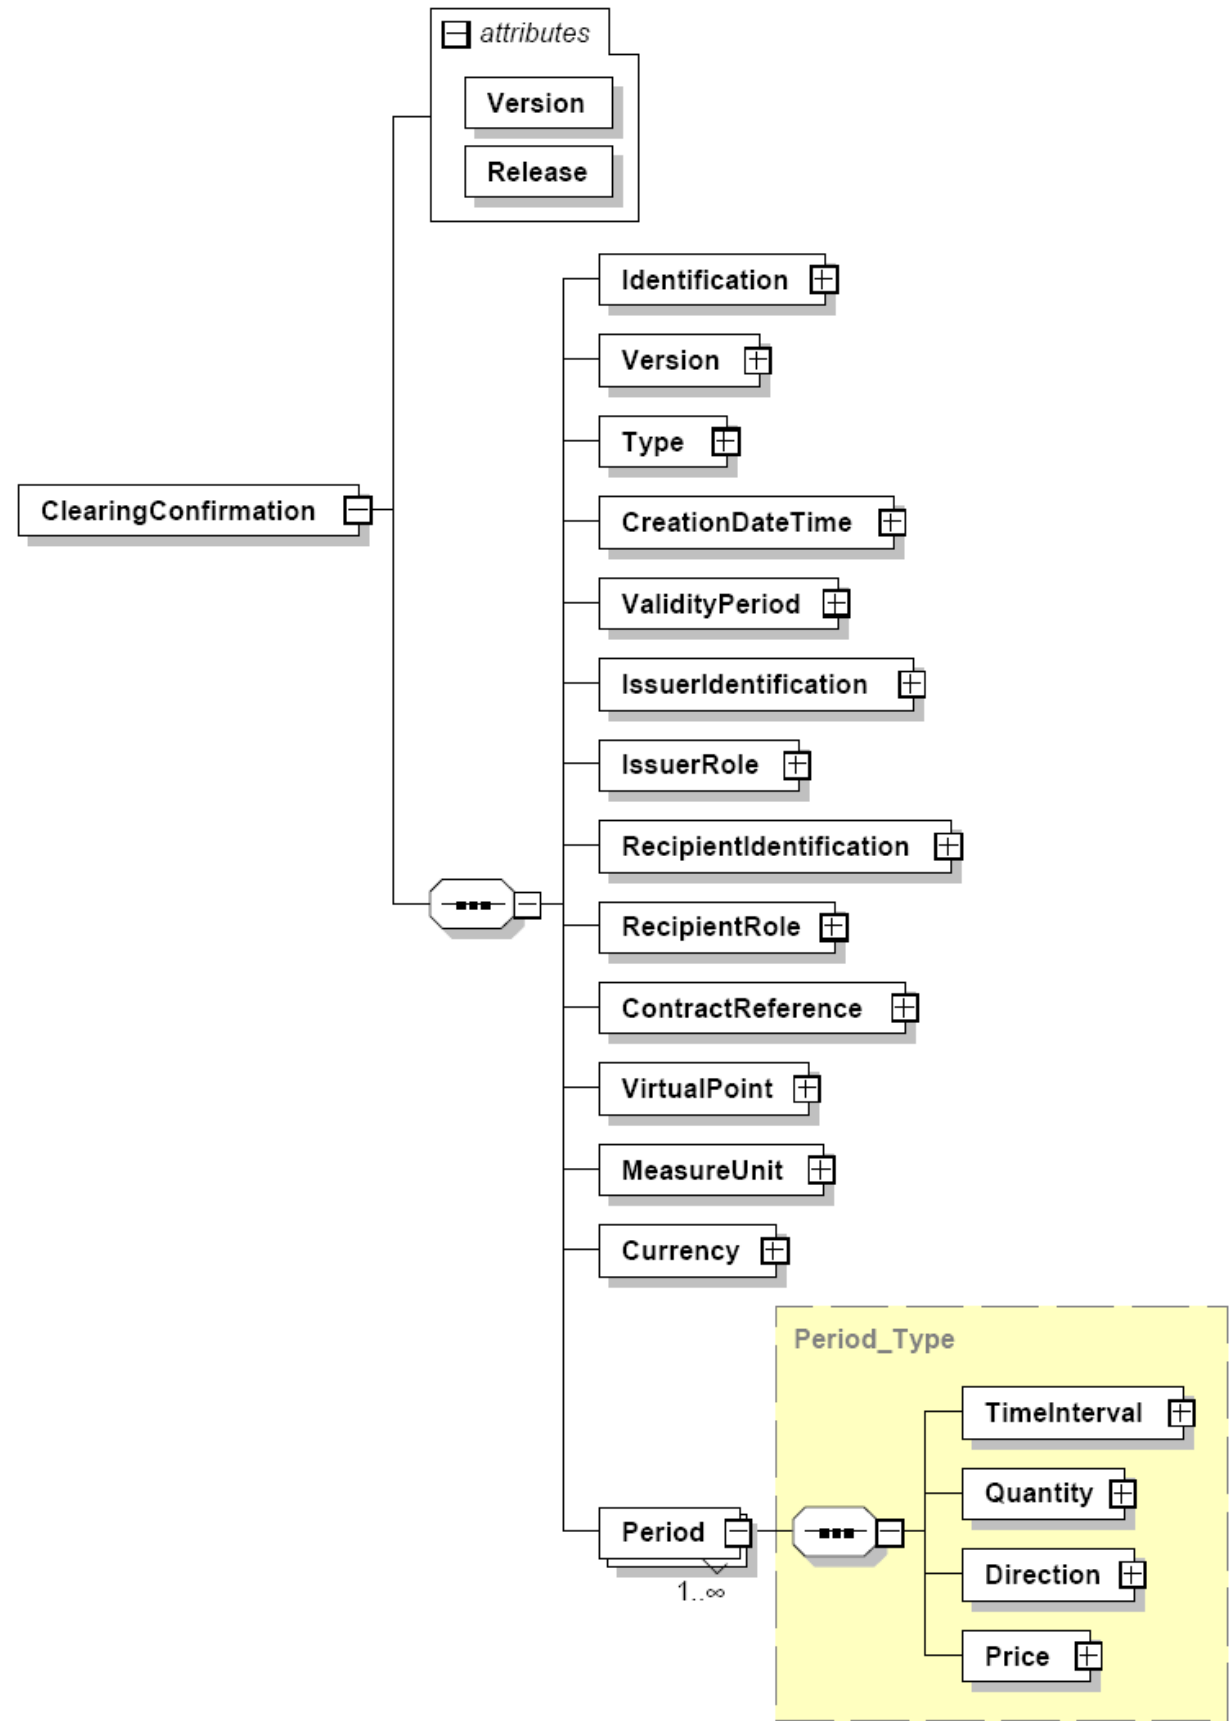 attributes
Version
Release
Identification
Version
Type
CreationDateTime
ClearingConfirmation
ValidityPeriod
IssuerIdentification
IssuerRole
RecipientIdentification
RecipientRole
ContractReference
VirtualPoint
MeasureUnit
Currency
Period_Type
TimeInterval
Quantity
Period
1..∞
Direction
Price